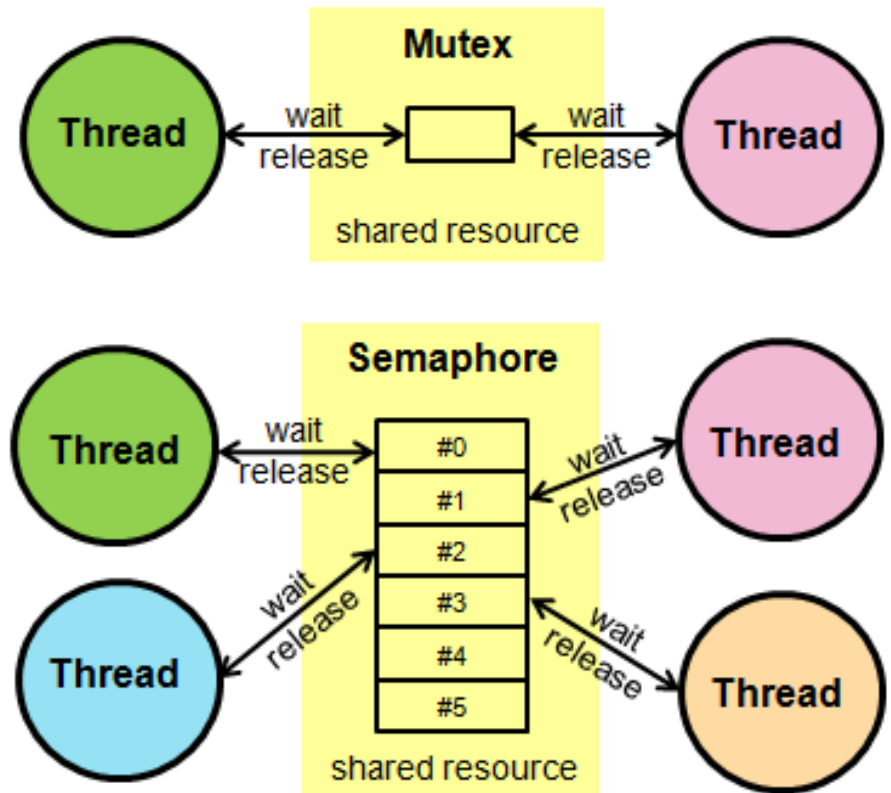 Mutex
Thread
wait
release
wait
release
Thread
shared resource
Semaphore
Thread
wait
release
#0
#1
#2
#3
#4
#5
wait
release
Thread
Thread
wait
release
wait
release
Thread
shared resource